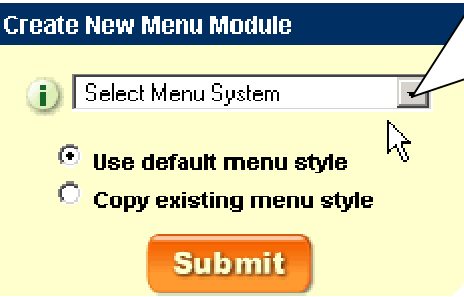 Create New Menu Module
i
Select Menu System
Use default menu style
Copy existing menu style
Submit